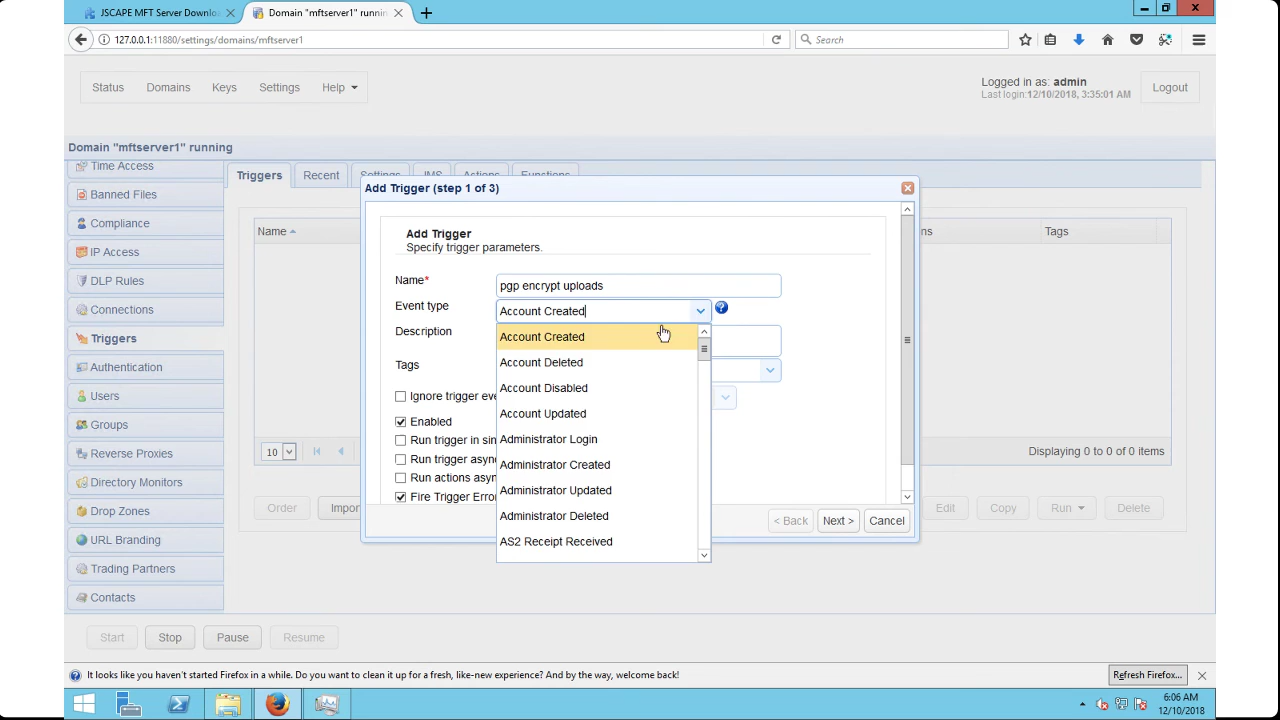 JSCAPE MFT Server Downlo
Domain "mftserver1" running
127.0.0.1:11880/settings/domains/mftserver1
Search
Status
Domains
Keys
Settings
Help
Logged in as: admin
Last login:12/10/2018, 3:35:01 AM
Logout
Domain "mftserver1" running
Time Access
Banned Files
Compliance
IP Access
DLP Rules
Connections
Triggers
Authentication
Users
Groups
Reverse Proxies
Directory Monitors
Drop Zones
URL Branding
Trading Partners
Contacts
Triggers
Recent
Settings
JMS
Actions
Functions
Name
ns
Tags
10
Displaying 0 to 0 of 0 items
Order
Impor
Edit
Copy
Run
Delete
Add Trigger (step 1 of 3)
Add Trigger
Specify trigger parameters.
Name*
pgp encrypt uploads
Event type
Account Created
Description
Tags
Ignore trigger eve
Enabled
Run trigger in sin
Run trigger async
Run actions asyn
Fire Trigger Erro
Account Created
Account Deleted
Account Disabled
Account Updated
Administrator Login
Administrator Created
Administrator Updated
Administrator Deleted
AS2 Receipt Received
< Back
Next >
Cancel
Start
Stop
Pause
Resume
It looks like you haven't started Firefox in a while. Do you want to clean it up for a fresh, like-new experience? And by the way, welcome back!
Refresh Firefox...
6:06 AM
12/10/2018